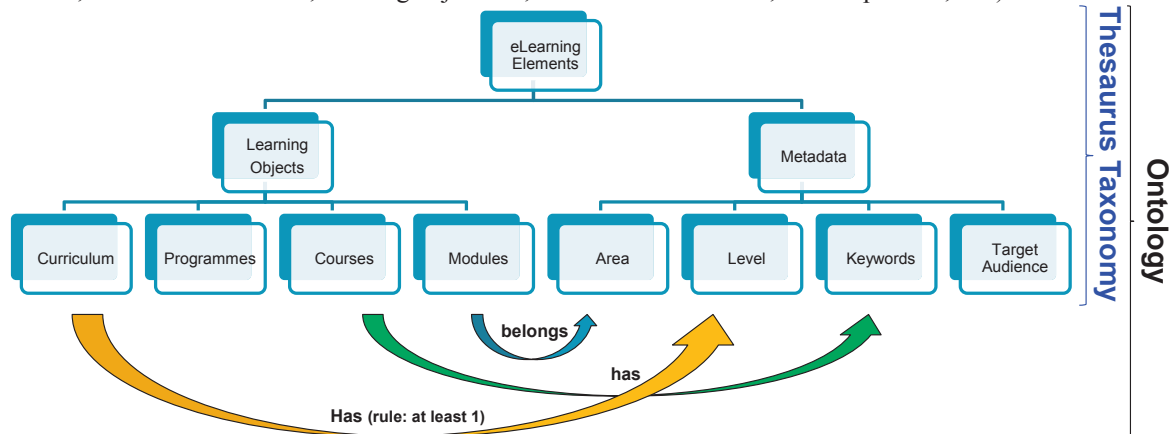 eLearning
Elements
Learning
Objects
Metadata
Curriculum
Programmes
Courses
Modules
Area
Level
Keywords
Target
Audience
belongs
has
Has (rule: at least 1)
Thesaurus Taxonomy
Ontology